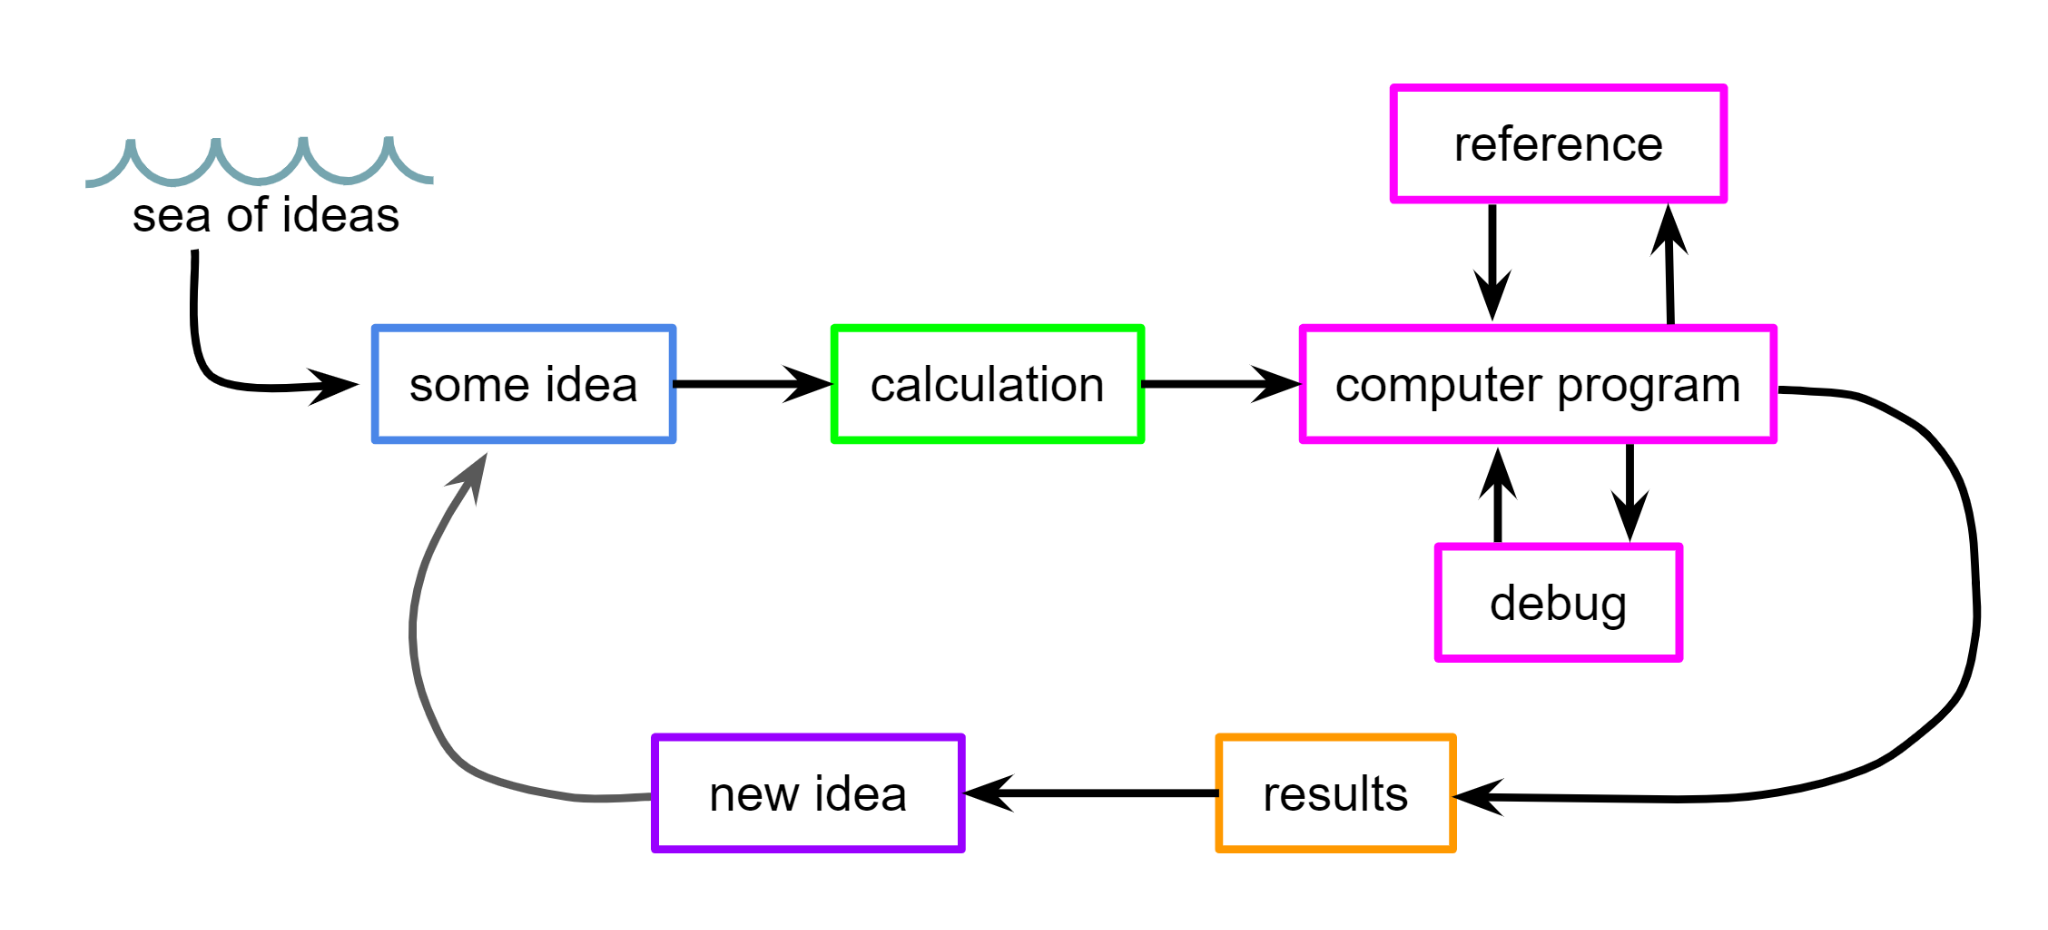 reference
sea of ideas
some idea
calculation
computer program
debug
new idea
results